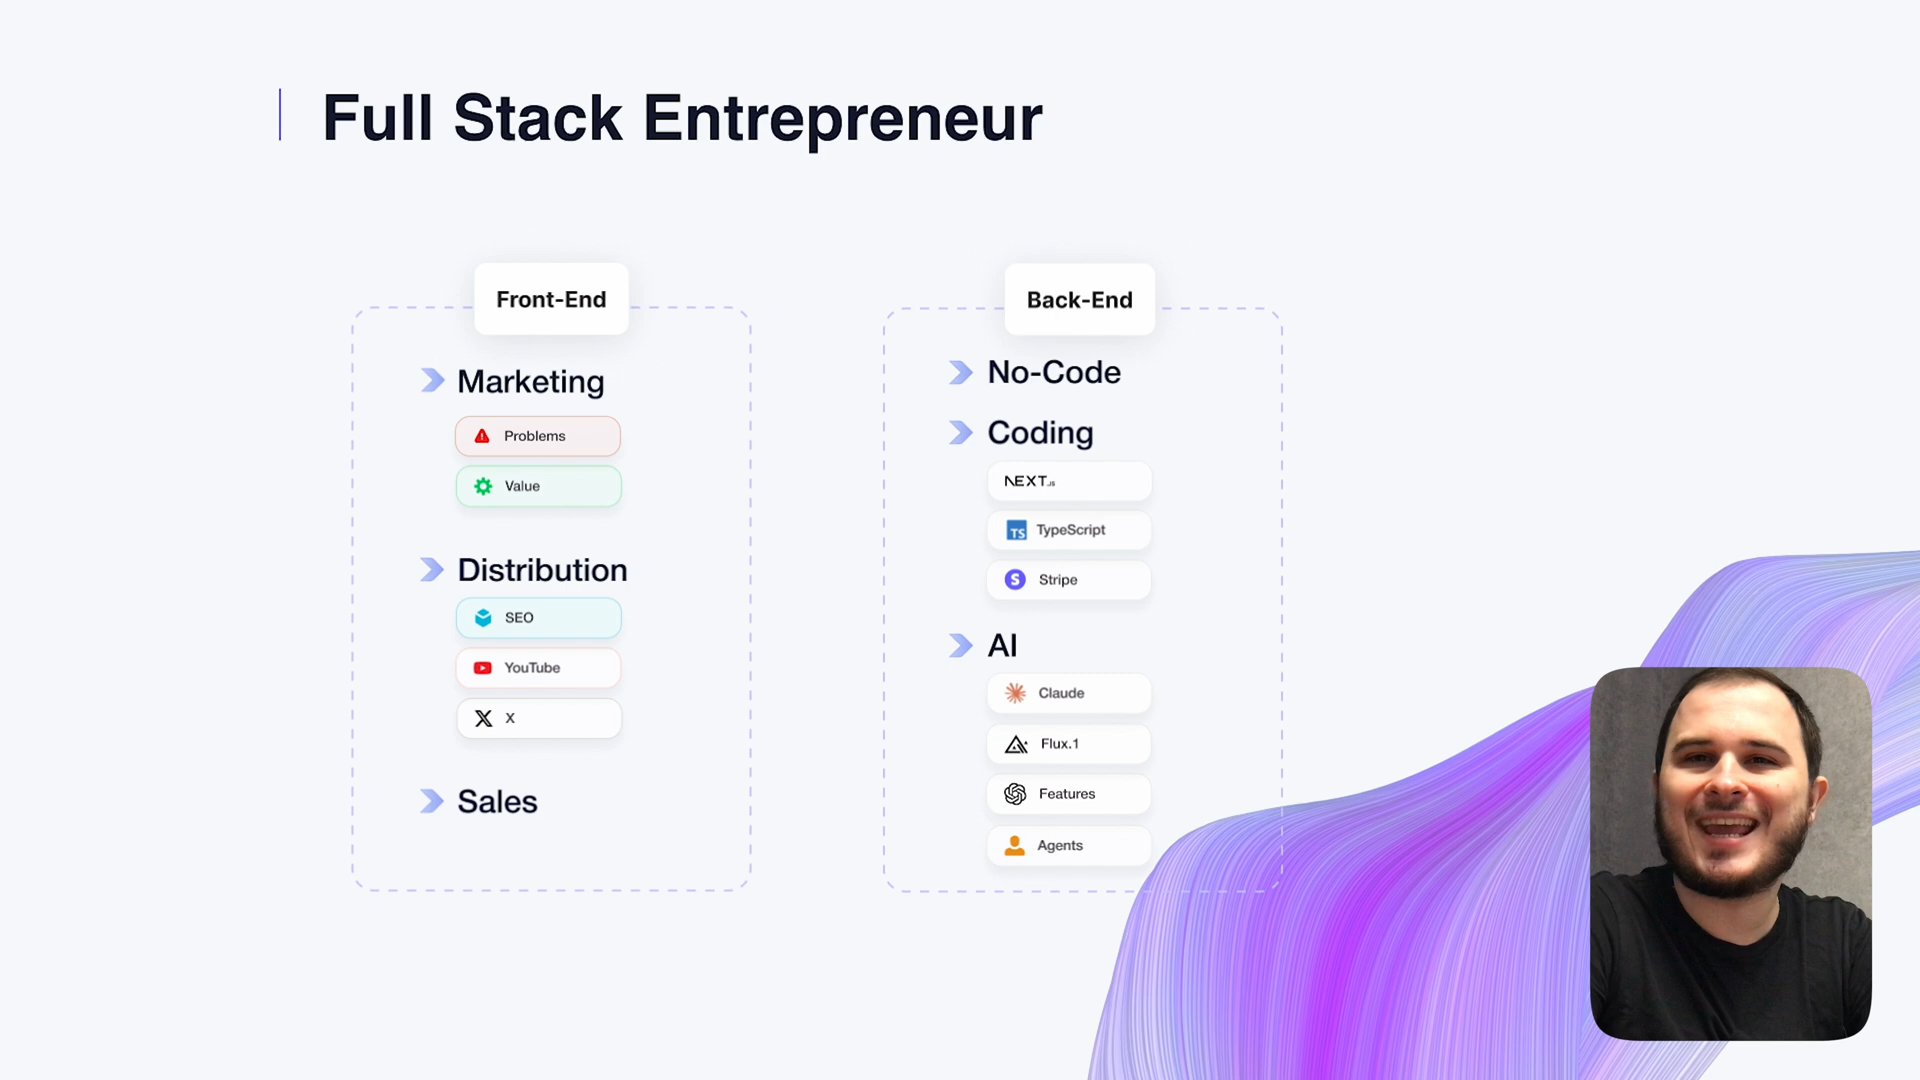 Full Stack Entrepreneur
Front-End
Marketing
Problems
Value
Distribution
SEO
YouTube
X
Sales
Back-End
No-Code
Coding
NEXT.JS
TS TypeScript
S Stripe
AI
Claude
Flux.1
Features
Agents